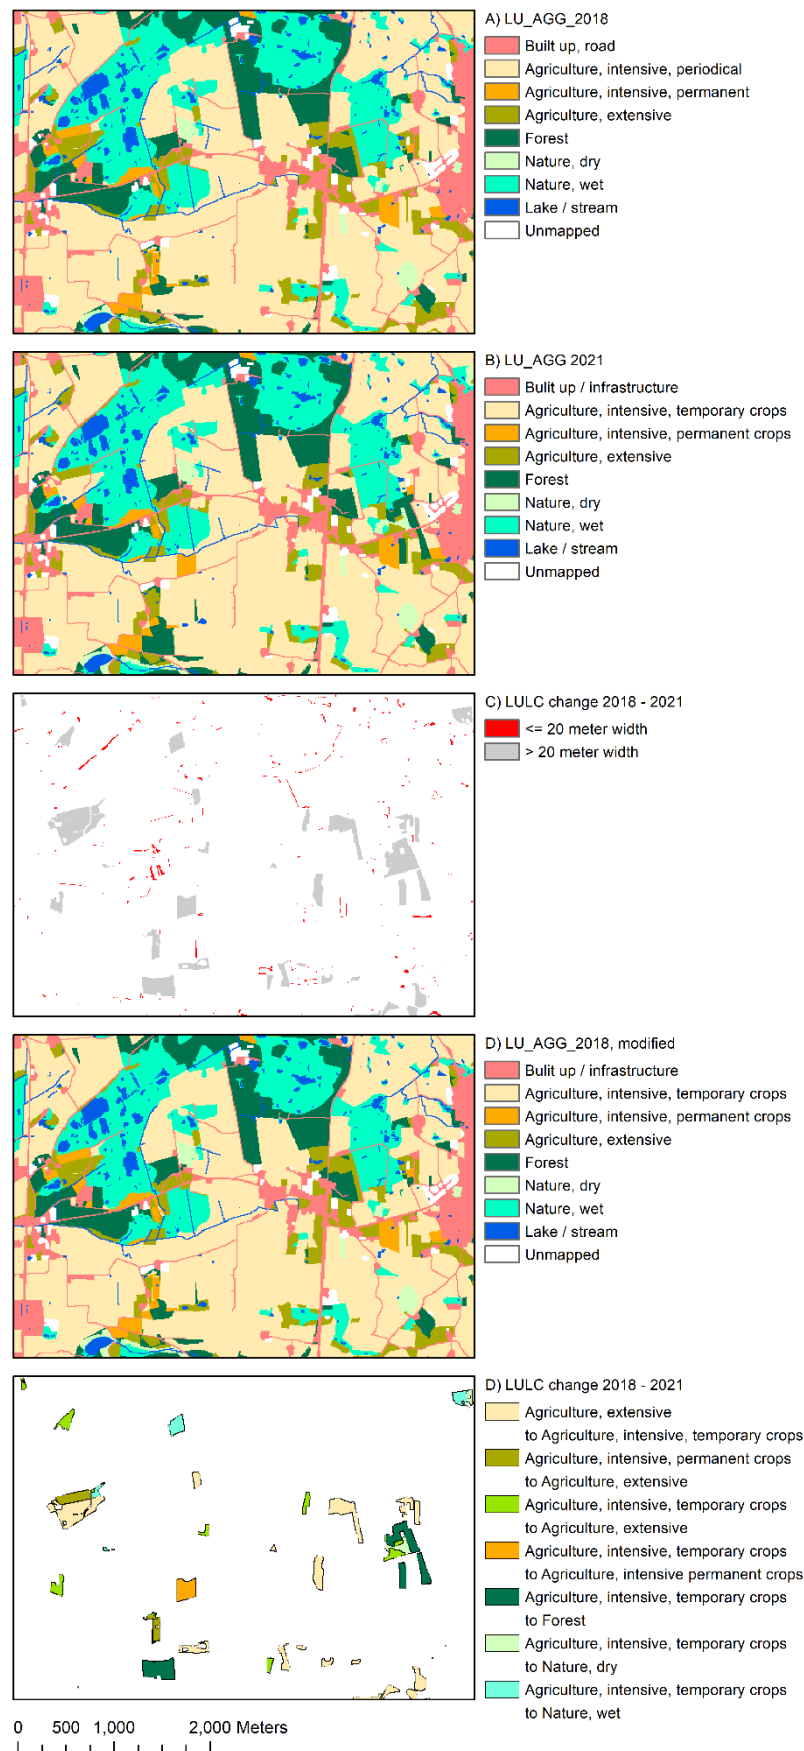 A) LU_AGG_2018
Built up, road
Agriculture, intensive, periodical
Agriculture, intensive, permanent
Agriculture, extensive
Forest
Nature, dry
Nature, wet
Lake / stream
Unmapped
B) LU_AGG 2021
Bulit up / infrastructure
Agriculture, intensive, temporary crops
Agriculture, intensive, permanent crops
Agriculture, extensive
Forest
Nature, dry
Nature, wet
Lake / stream
Unmapped
C) LULC change 2018 - 2021
<= 20 meter width
> 20 meter width
D) LU_AGG_2018, modified
Bulit up / infrastructure
Agriculture, intensive, temporary crops
Agriculture, intensive, permanent crops
Agriculture, extensive
Forest
Nature, dry
Nature, wet
Lake / stream
Unmapped
D) LULC change 2018 - 2021
Agriculture, extensive
to Agriculture, intensive, temporary crops
Agriculture, intensive, permanent crops
to Agriculture, extensive
Agriculture, intensive, temporary crops
to Agriculture, extensive
Agriculture, intensive, temporary crops
to Agriculture, intensive permanent crops
Agriculture, intensive, temporary crops
to Forest
Agriculture, intensive, temporary crops
to Nature, dry
Agriculture, intensive, temporary crops
to Nature, wet
0 500 1,000 2,000 Meters